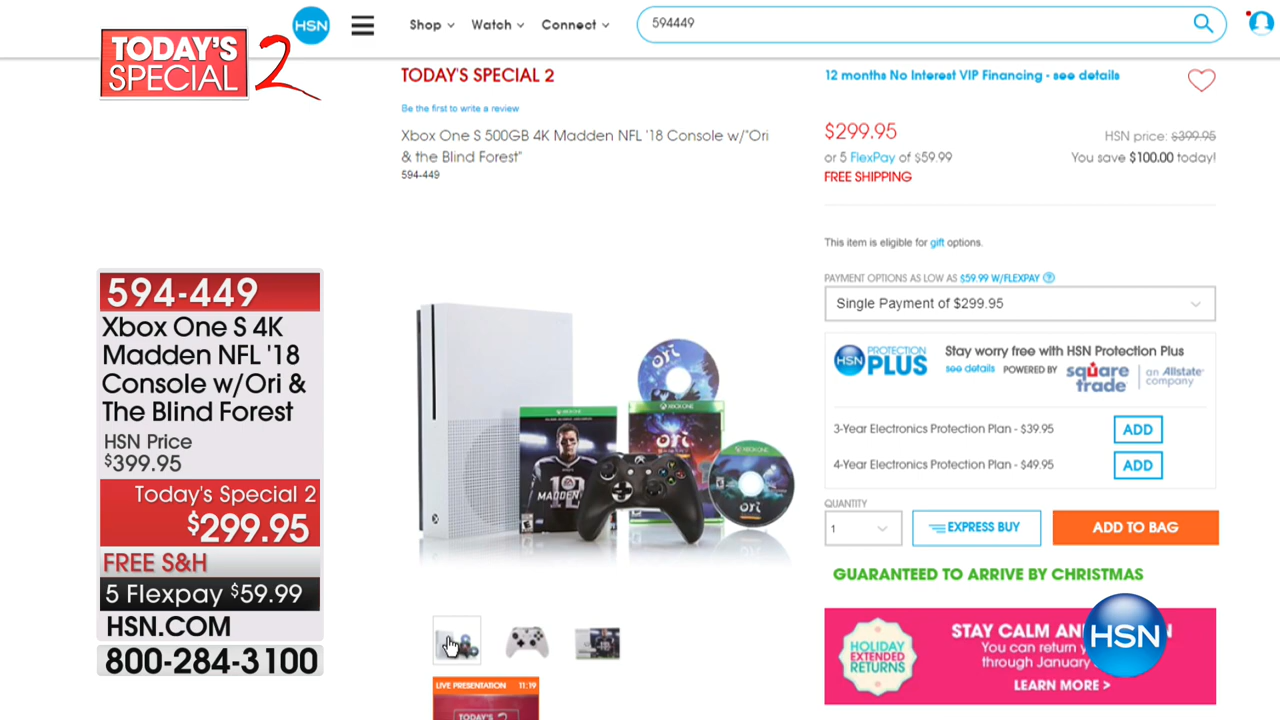 TODAY'S
SPECIAL 2
HSN
Shop
Watch
Connect
594449
TODAY'S SPECIAL 2
Be the first to write a review
Xbox One S 500GB 4K Madden NFL '18 Console w/"Ori
& the Blind Forest"
594-449
12 months No Interest VIP Financing - see details
$299.95
HSN price: $399.95
or 5 FlexPay of $59.99
You save $100.00 today!
FREE SHIPPING
This item is eligible for gift options.
PAYMENT OPTIONS AS LOW AS $59.99 W/FLEXPAY ?
Single Payment of $299.95
HSN PROTECTION PLUS
Stay worry free with HSN Protection Plus
see details POWERED BY square trade an Allstate company
3-Year Electronics Protection Plan - $39.95
ADD
4-Year Electronics Protection Plan - $49.95
ADD
QUANTITY
1
EXPRESS BUY
ADD TO BAG
GUARANTEED TO ARRIVE BY CHRISTMAS
HOLIDAY
EXTENDED
RETURNS
STAY CALM AN
You can return y
through January
LEARN MORE >
HSN
594-449
Xbox One S 4K
Madden NFL '18
Console w/Ori &
The Blind Forest
HSN Price
$399.95
Today's Special 2
$299.95
FREE S&H
5 Flexpay $59.99
HSN.COM
800-284-3100
ori
XBOX ONE
ori
MADDEN
ori
LIVE PRESENTATION 11:19
TODAY'S 2